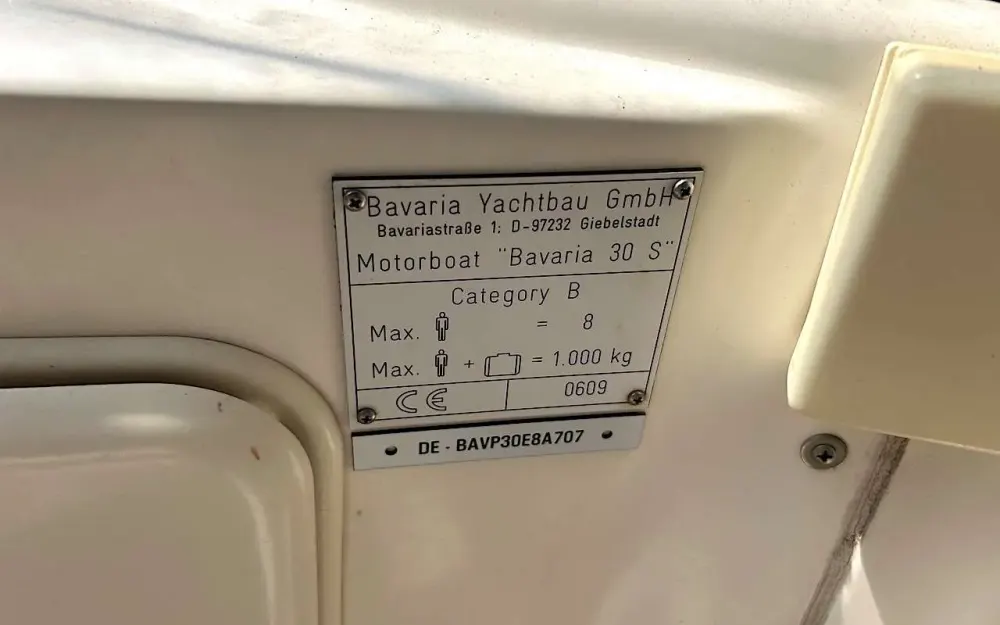 Bavaria Yachtbau GmbH
Bavariastraße 1; D-97232 Giebelstadt
Motorboat "Bavaria 30 S"
Category B
Max. = 8
Max. + = 1.000 kg
CE 0609
DE - BAVP30E8A707